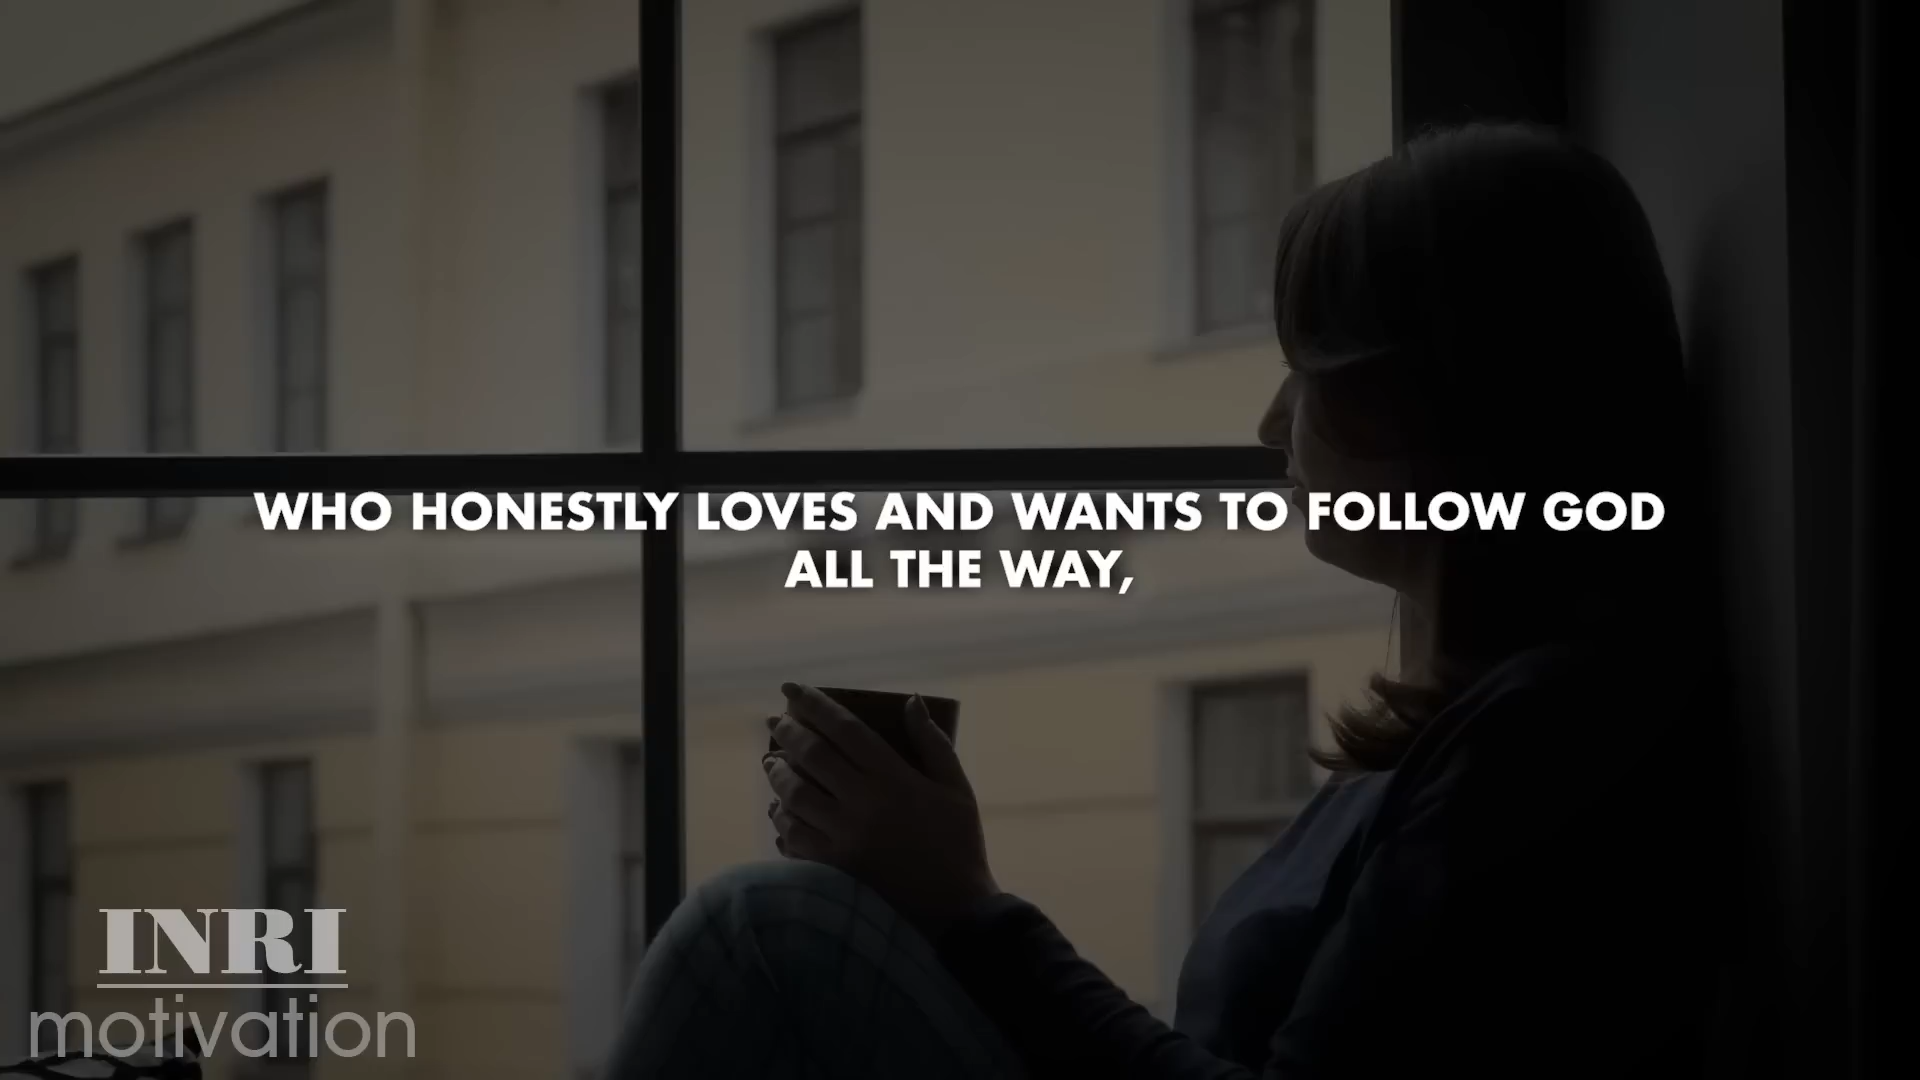 WHO HONESTLY LOVES AND WANTS TO FOLLOW GOD
ALL THE WAY,
INRI
motivation